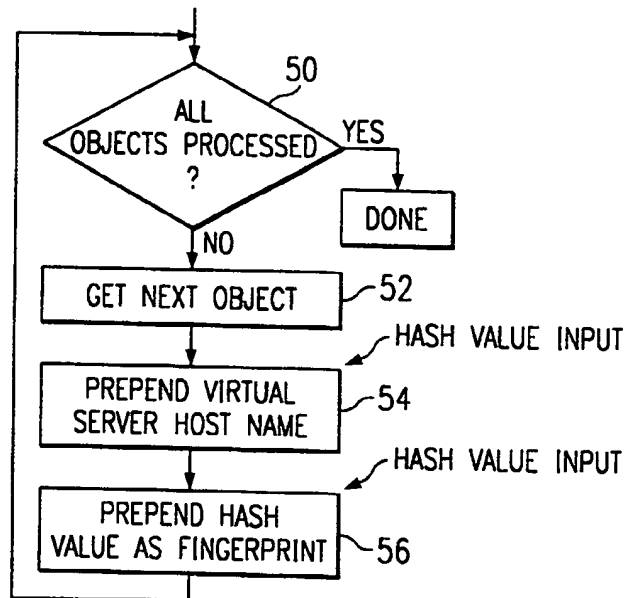 50
ALL
OBJECTS PROCESSED
?
YES
DONE
NO
GET NEXT OBJECT
52
HASH VALUE INPUT
PREPEND VIRTUAL
SERVER HOST NAME
54
HASH VALUE INPUT
PREPEND HASH
VALUE AS FINGERPRINT
56